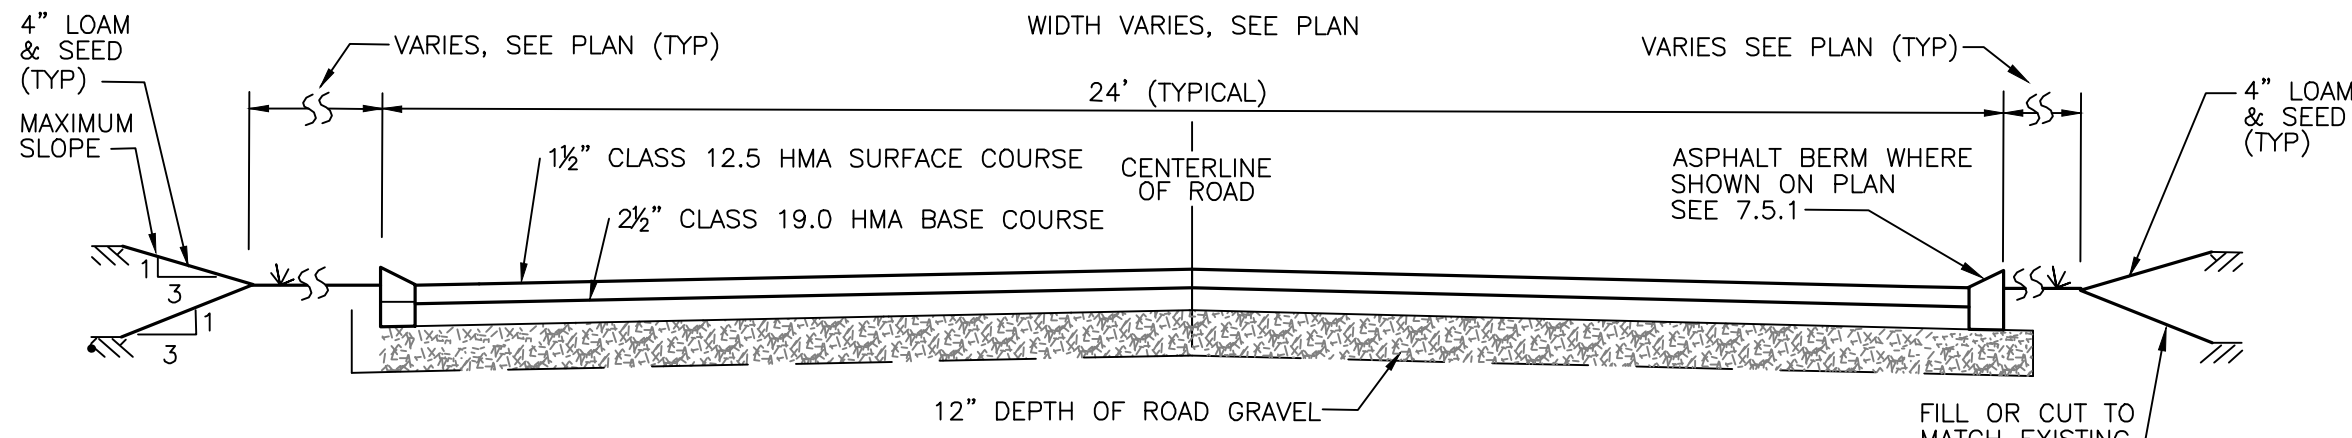 4" LOAM
& SEED
(TYP)
MAXIMUM
SLOPE
VARIES, SEE PLAN (TYP)
WIDTH VARIES, SEE PLAN
24' (TYPICAL)
VARIES SEE PLAN (TYP)
4" LOAM
& SEED
(TYP)
1½" CLASS 12.5 HMA SURFACE COURSE
2½" CLASS 19.0 HMA BASE COURSE
CENTERLINE
OF ROAD
ASPHALT BERM WHERE
SHOWN ON PLAN
SEE 7.5.1
1
3
1
3
12" DEPTH OF ROAD GRAVEL
FILL OR CUT TO
MATCH EXISTING